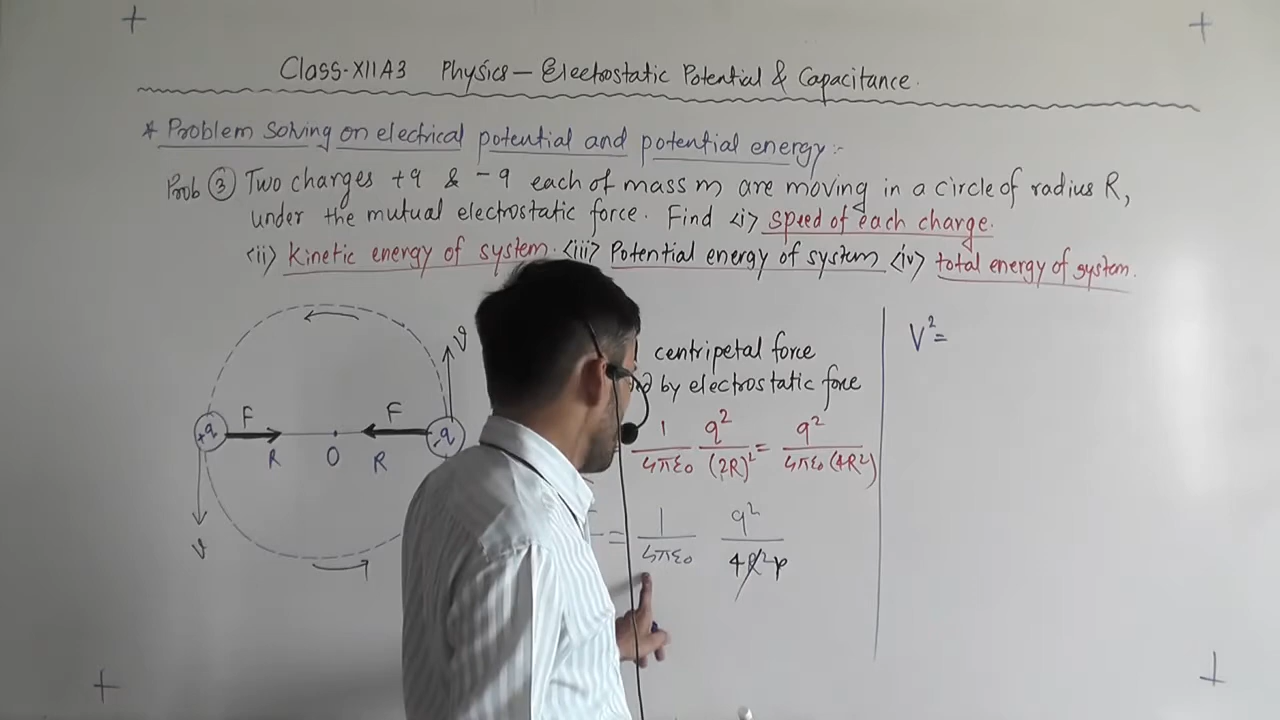 Class-XII A3 Physics — Electrostatic Potential & Capacitance.
* Problem solving on electrical potential and potential energy :-
Prob ③ Two charges +q & -q each of mass m are moving in a circle of radius R,
under the mutual electrostatic force. Find <i> speed of each charge.
<ii> Kinetic energy of system. <iii> Potential energy of system <iv> total energy of system.
V² =
v
centripetal force
by electrostatic force
F F
+q -q
R O R
1/4πε₀ q²/(2R)² = q²/4πε₀(4R²)
= 1/4πε₀ q²/4R²
v